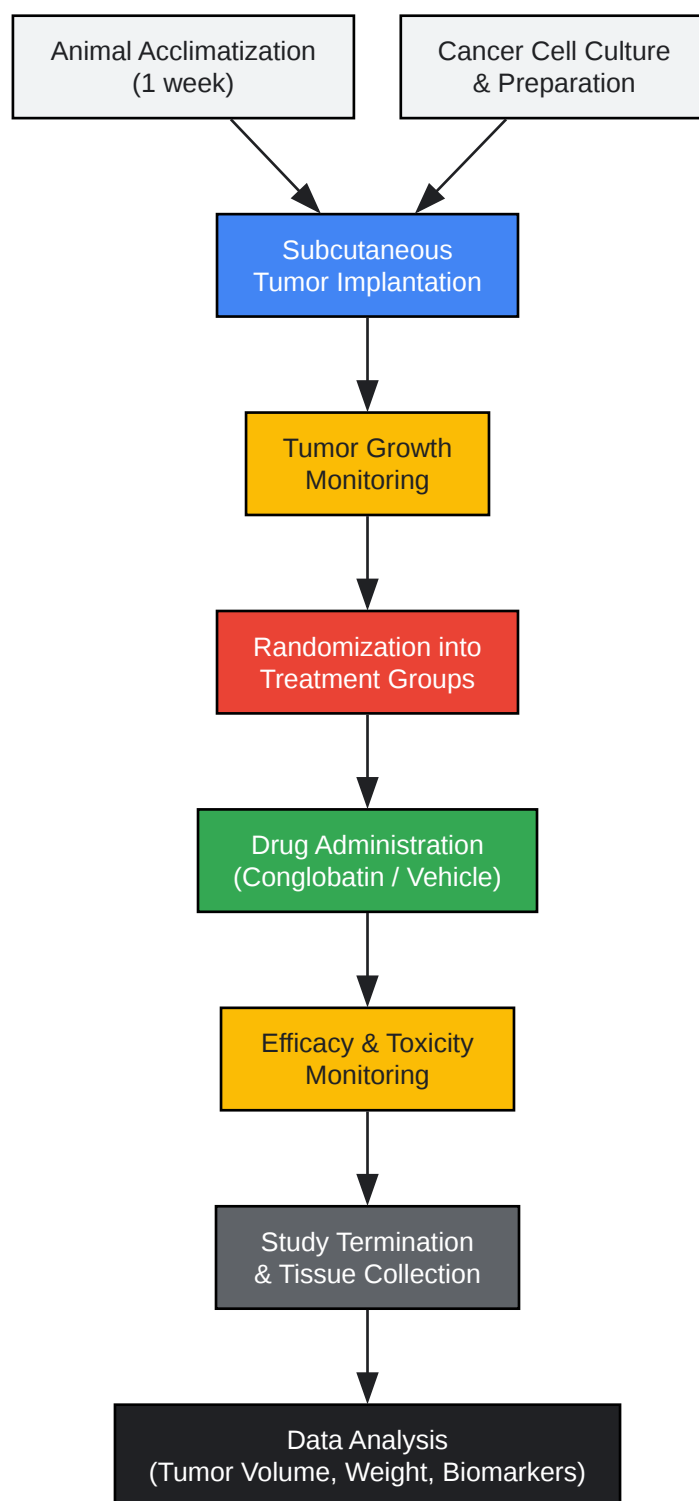 Animal Acclimatization
(1 week)
Cancer Cell Culture
& Preparation
Subcutaneous
Tumor Implantation
Tumor Growth
Monitoring
Randomization into
Treatment Groups
Drug Administration
(Conglobatin / Vehicle)
Efficacy & Toxicity
Monitoring
Study Termination
& Tissue Collection
Data Analysis
(Tumor Volume, Weight, Biomarkers)